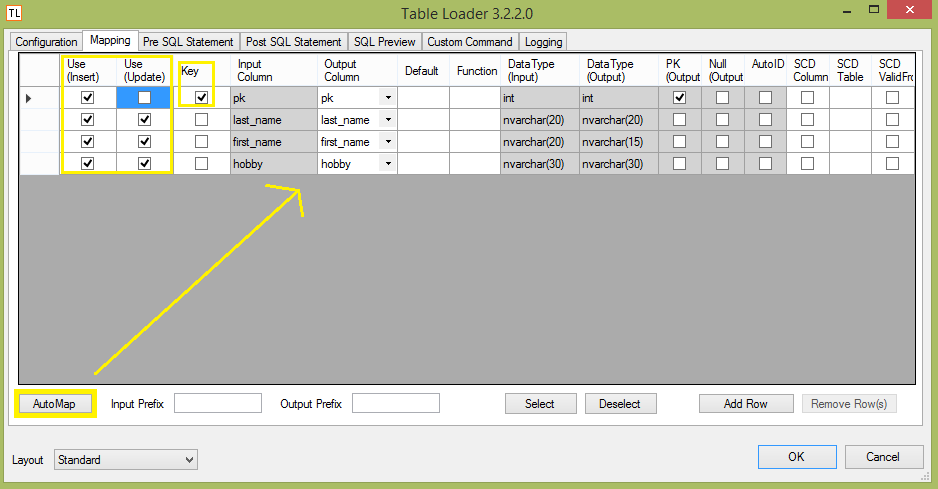 TL Table Loader 3.2.2.0
Configuration Mapping Pre SQL Statement Post SQL Statement SQL Preview Custom Command Logging
Use (Insert) Use (Update) Key Input Column Output Column Default Function DataType (Input) DataType (Output) PK (Output Null (Output AutoID SCD Column SCD Table SCD ValidFro
pk pk int int
last_name last_name nvarchar(20) nvarchar(20)
first_name first_name nvarchar(20) nvarchar(15)
hobby hobby nvarchar(30) nvarchar(30)
AutoMap Input Prefix Output Prefix Select Deselect Add Row Remove Row(s)
Layout Standard OK Cancel